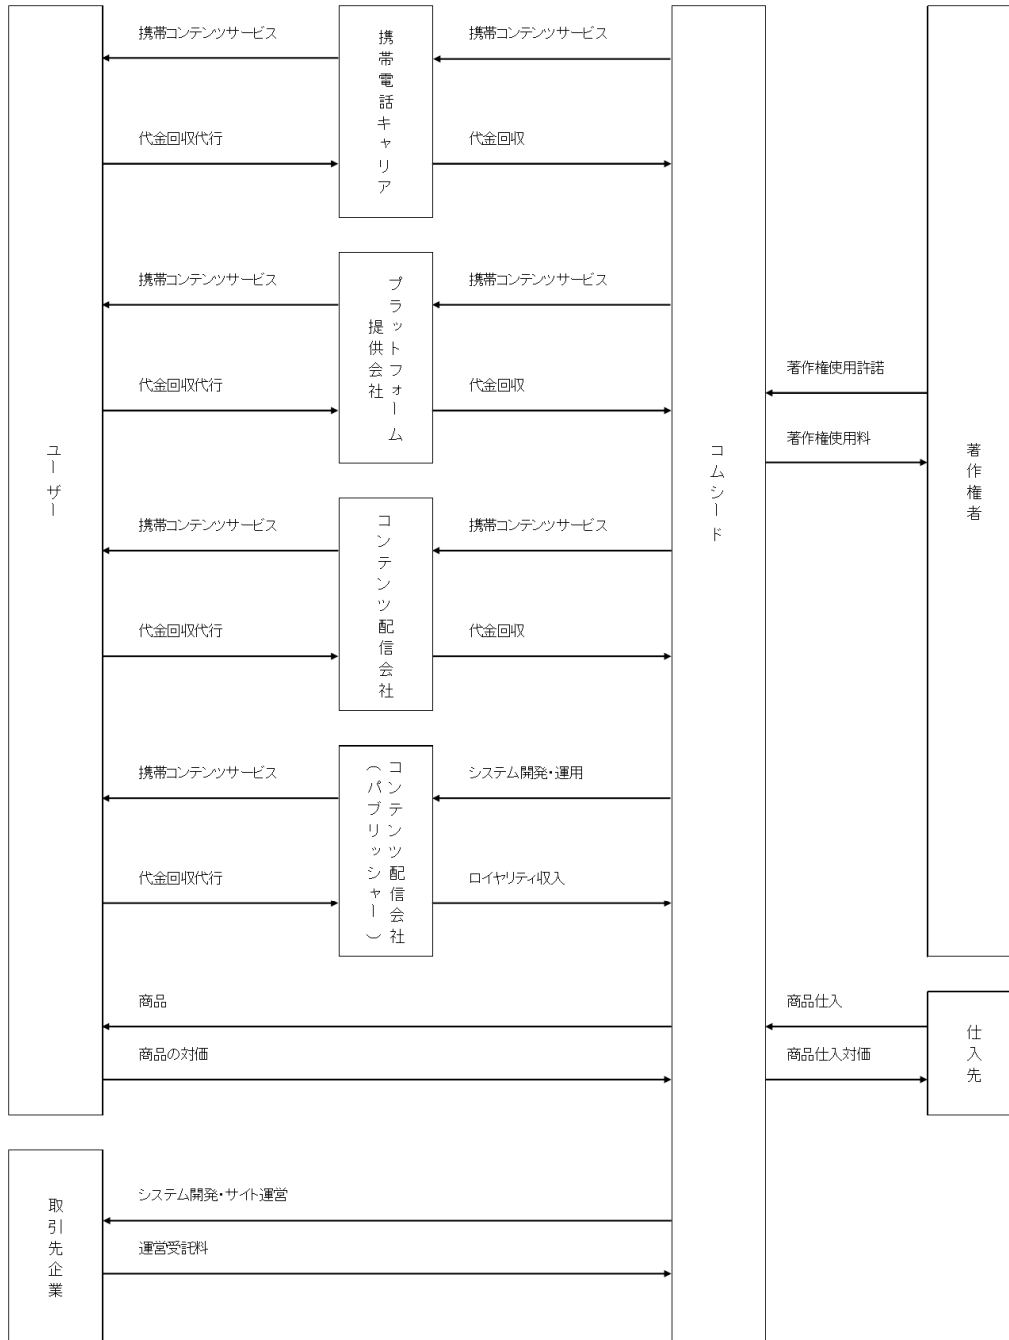 携帯コンテンツサービス
携帯コンテンツサービス
携帯電話キャリア
代金回収代行
代金回収
携帯コンテンツサービス
携帯コンテンツサービス
プラットフォーム
提供会社
代金回収代行
代金回収
著作権使用許諾
著作権使用料
ユーザー
コムシード
著作権者
携帯コンテンツサービス
携帯コンテンツサービス
コンテンツ配信会社
代金回収代行
代金回収
携帯コンテンツサービス
システム開発・運用
コンテンツ配信会社
（パブリッシャー）
代金回収代行
ロイヤリティ収入
商品
商品仕入
商品の対価
商品仕入対価
仕入先
取引先企業
システム開発・サイト運営
運営受託料